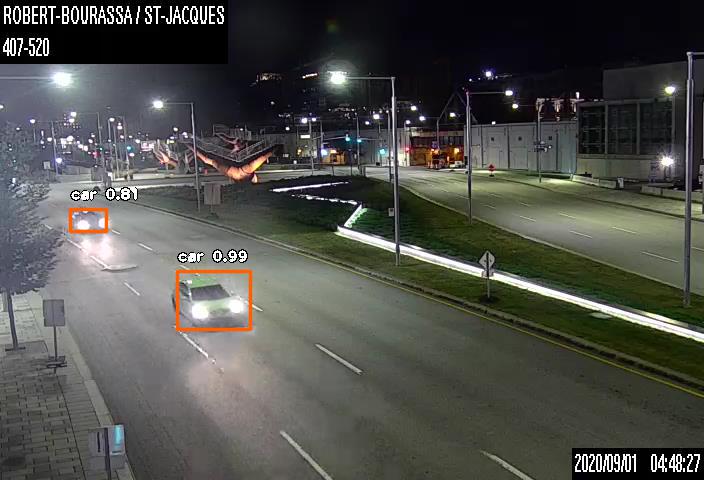 ROBERT-BOURASSA / ST-JACQUES
407-520
car 0.81
car 0.99
2020/09/01 04:48:27